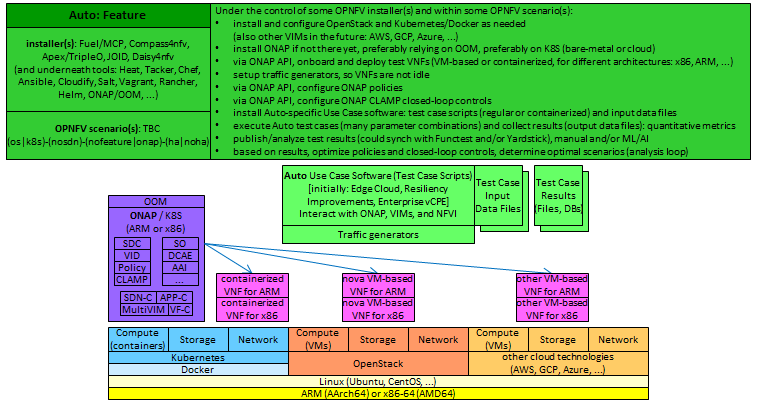 Auto: Feature
installer(s): Fuel/MCP, Compass4nfv,
Apex/TripleO, JOID, Daisy4nfv
(and underneath tools: Heat, Tacker, Chef,
Ansible, Cloudify, Salt, Vagrant, Rancher,
Helm, ONAP/OOM, ...)
OPNFV scenario(s): TBC
(os|k8s)-(nosdn)-(nofeature|onap)-(ha|noha)
Under the control of some OPNFV installer(s) and within some OPNFV scenario(s):
• install and configure OpenStack and Kubernetes/Docker as needed
(also other VIMs in the future: AWS, GCP, Azure, ...)
• install ONAP if not there yet, preferably relying on OOM, preferably on K8S (bare-metal or cloud)
• via ONAP API, onboard and deploy test VNFs (VM-based or containerized, for different architectures: x86, ARM, ...)
• setup traffic generators, so VNFs are not idle
• via ONAP API, configure ONAP policies
• via ONAP API, configure ONAP CLAMP closed-loop controls
• install Auto-specific Use Case software: test case scripts (regular or containerized) and input data files
• execute Auto test cases (many parameter combinations) and collect results (output data files): quantitative metrics
• publish/analyze test results (could synch with Functest and/or Yardstick), manual and/or ML/AI
• based on results, optimize policies and closed-loop controls, determine optimal scenarios (analysis loop)
Auto Use Case Software (Test Case Scripts)
[initially: Edge Cloud, Resiliency
Improvements, Enterprise vCPE]
Interact with ONAP, VIMs, and NFVI
Traffic generators
Test Case
Input
Data Files
Test Case
Results
(Files, DBs)
OOM
ONAP / K8S
(ARM or x86)
SDC
VID
Policy
CLAMP
SO
DCAE
AAI
...
SDN-C
APP-C
MultiVIM
VF-C
containerized
VNF for ARM
containerized
VNF for x86
nova VM-based
VNF for ARM
nova VM-based
VNF for x86
other VM-based
VNF for ARM
other VM-based
VNF for x86
Compute
(containers)
Storage
Network
Compute
(VMs)
Storage
Network
Compute
(VMs)
Storage
Network
Kubernetes
Docker
OpenStack
other cloud technologies
(AWS, GCP, Azure, ...)
Linux (Ubuntu, CentOS, ...)
ARM (AArch64) or x86-64 (AMD64)